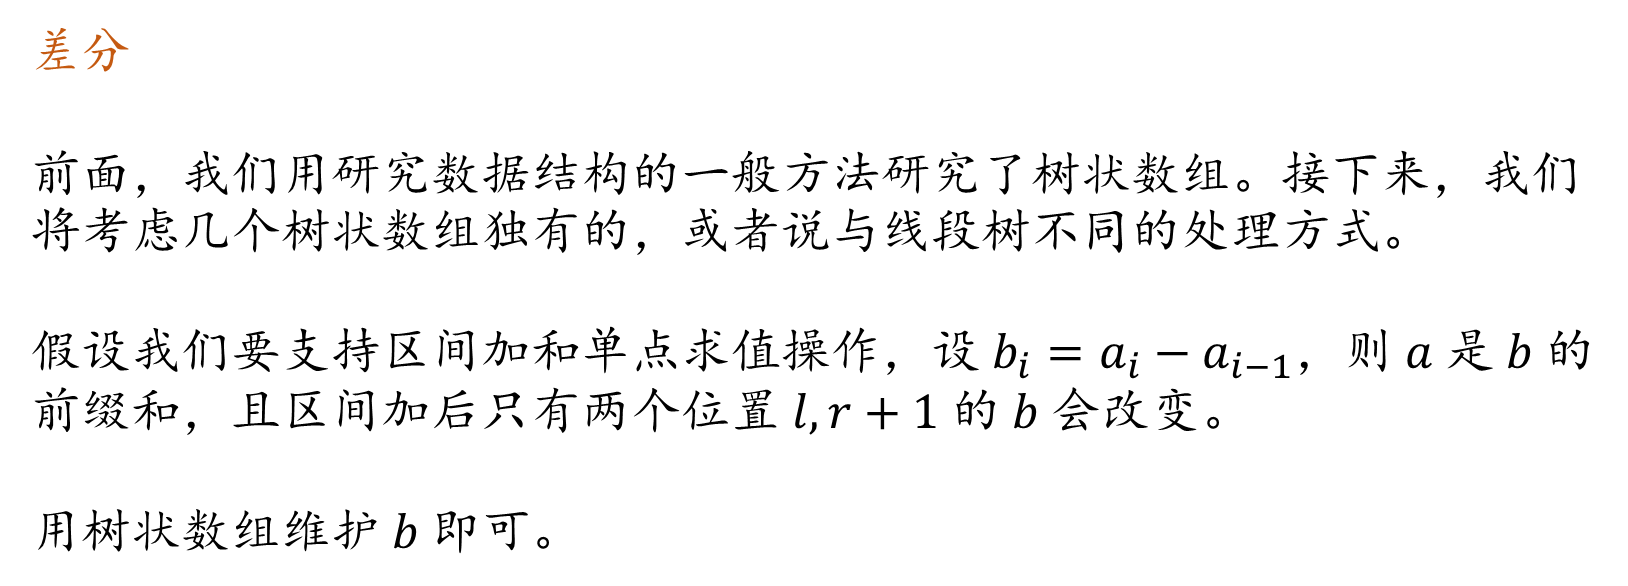 差分
前面，我们用研究数据结构的一般方法研究了树状数组。接下来，我们
将考虑几个树状数组独有的，或者说与线段树不同的处理方式。
假设我们要支持区间加和单点求值操作，设 $b_i = a_i - a_{i-1}$，则 $a$ 是 $b$ 的
前缀和，且区间加后只有两个位置 $l, r + 1$ 的 $b$ 会改变。
用树状数组维护 $b$ 即可。